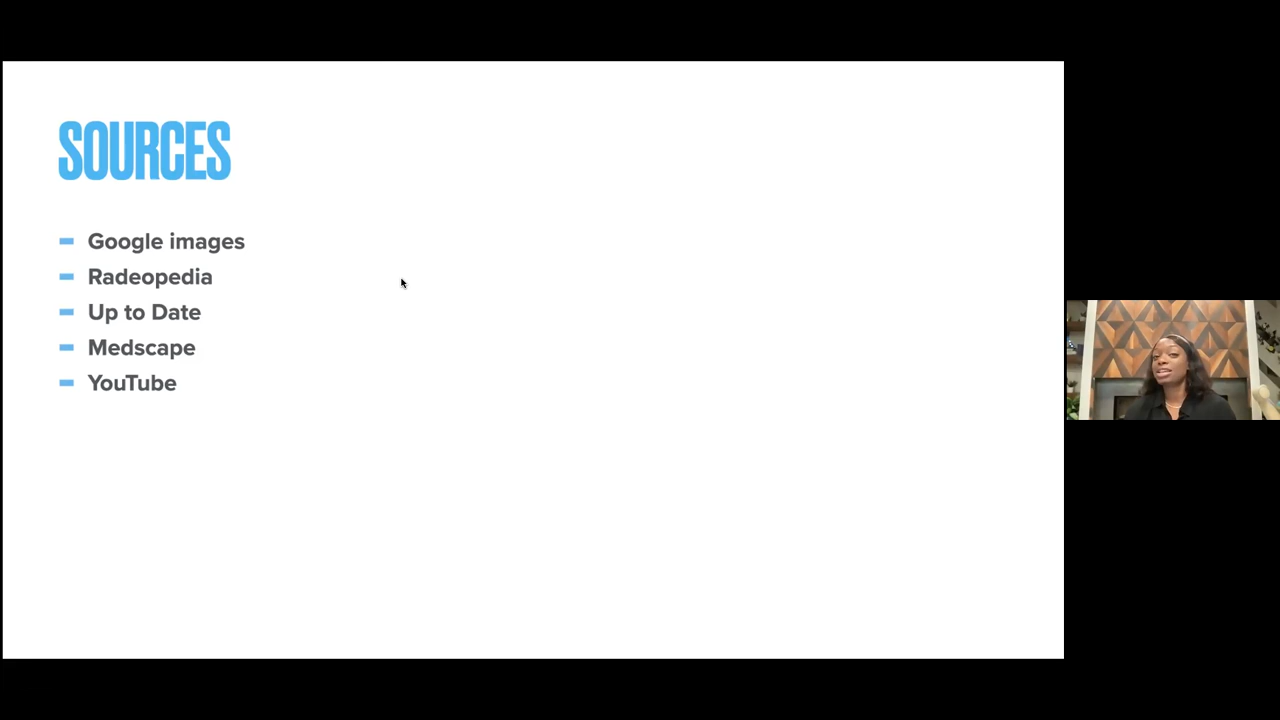 SOURCES
Google images
Radeopedia
Up to Date
Medscape
YouTube